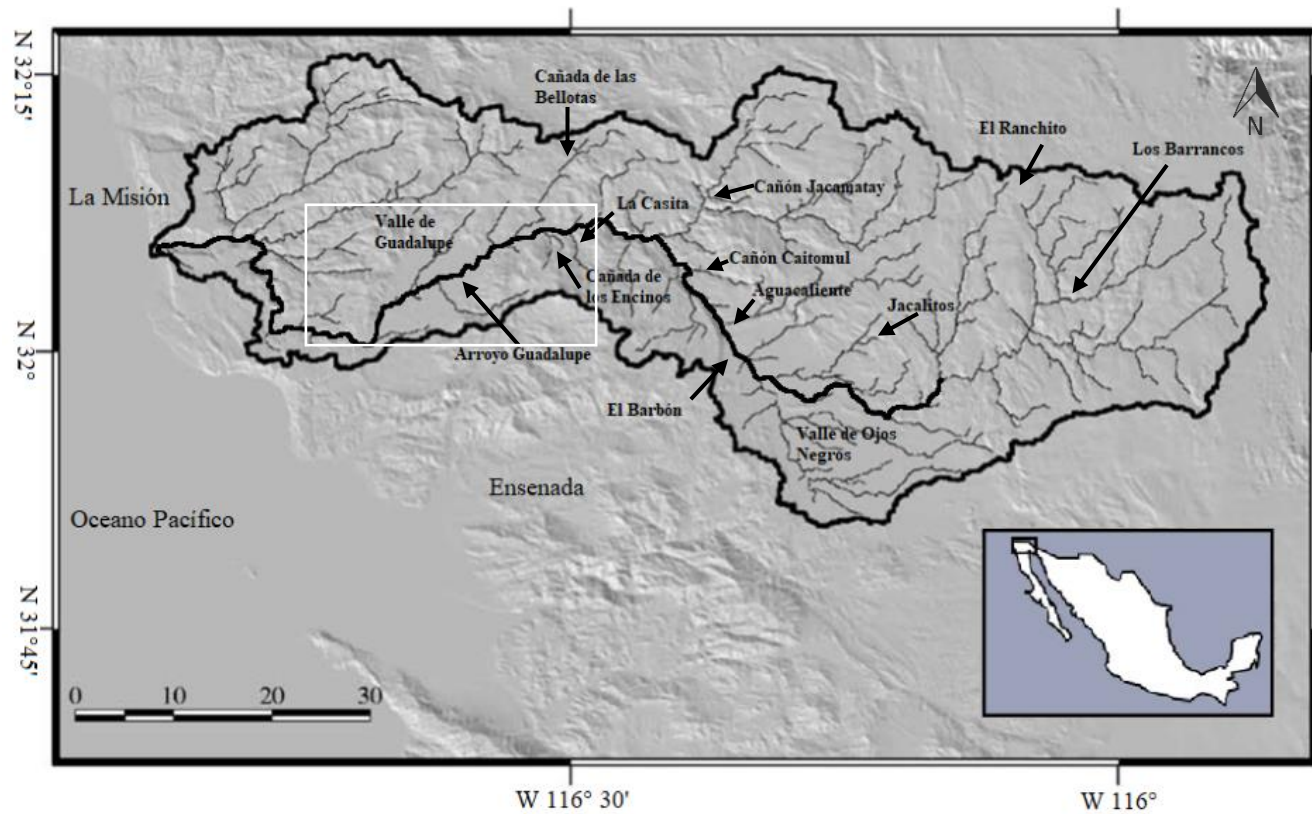 N 32°15'
Cañada de las
Bellotas
N
El Ranchito
Los Barrancos
La Misión
Cañón Jacamatay
La Casita
Valle de
Guadalupe
Cañón Caitomul
Cañada de
los Encinos
Aguacaliente
Jacalitos
N 32°
Arroyo Guadalupe
El Barbón
Valle de Ojos
Negros
Ensenada
Oceano Pacífico
N 31°45'
0 10 20 30
W 116° 30'
W 116°